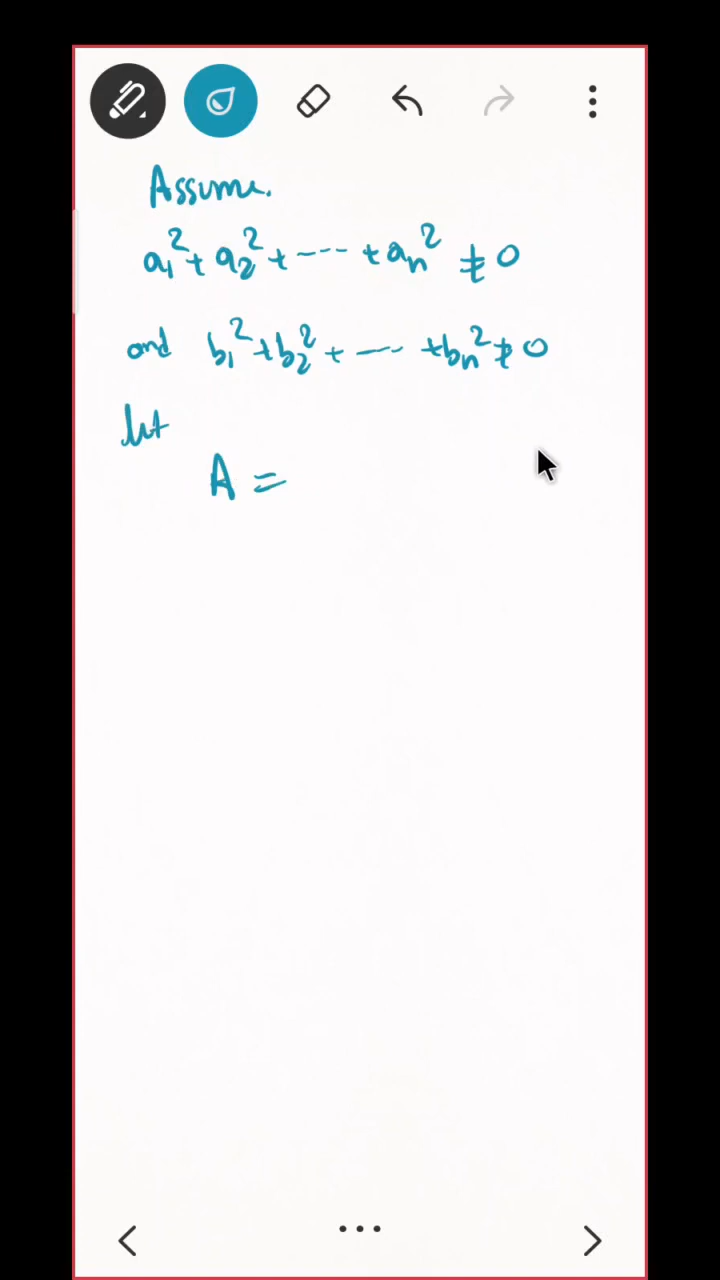 Assume.
a₁² + a₂² + ---- + aₙ² ≠ 0
and b₁² + b₂² + ---- + bₙ² ≠ 0
let
A =